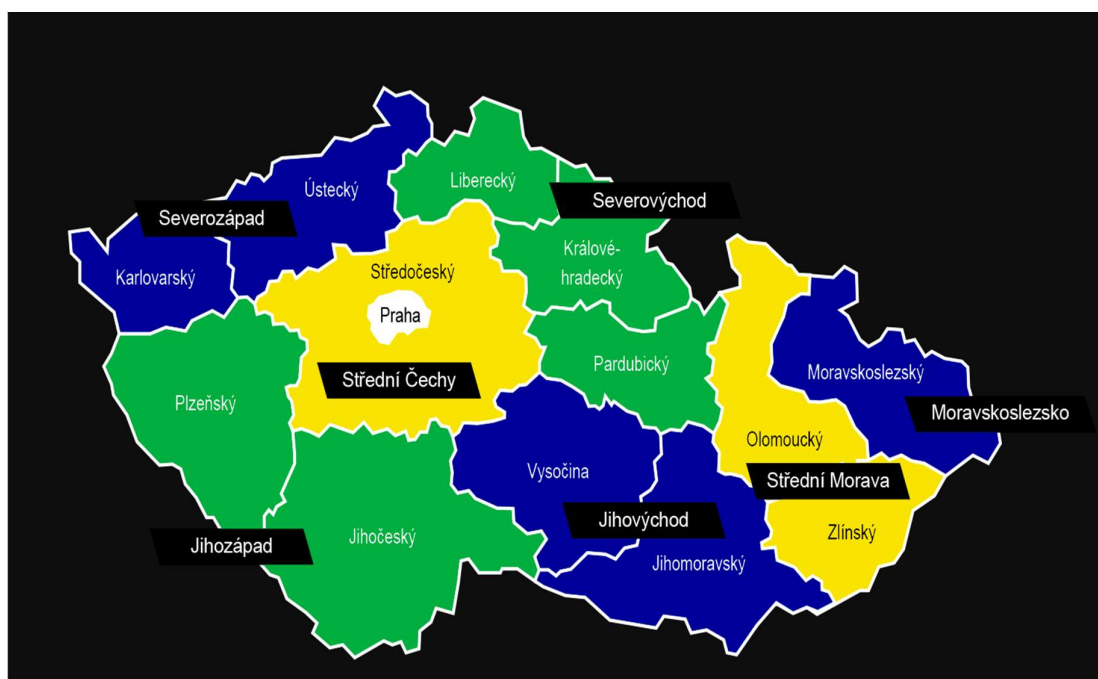 Ústecký
Liberecký
Severovýchod
Severozápad
Králové-
hradecký
Karlovarský
Středočeský
Praha
Pardubický
Moravskoslezský
Střední Čechy
Plzeňský
Moravskoslezsko
Olomoucký
Vysočina
Střední Morava
Jihovýchod
Zlínský
Jihočeský
Jihozápad
Jihomoravský